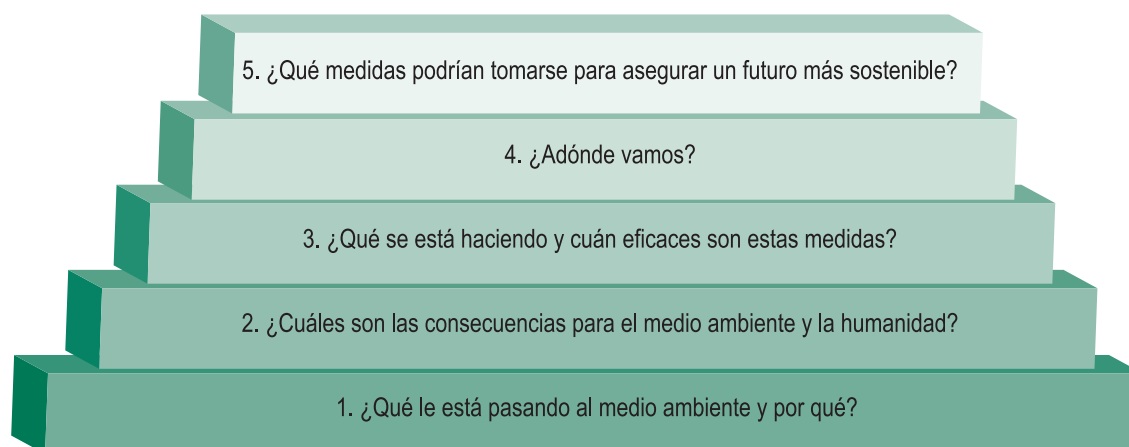 5. ¿Qué medidas podrían tomarse para asegurar un futuro más sostenible?
4. ¿Adónde vamos?
3. ¿Qué se está haciendo y cuán eficaces son estas medidas?
2. ¿Cuáles son las consecuencias para el medio ambiente y la humanidad?
1. ¿Qué le está pasando al medio ambiente y por qué?